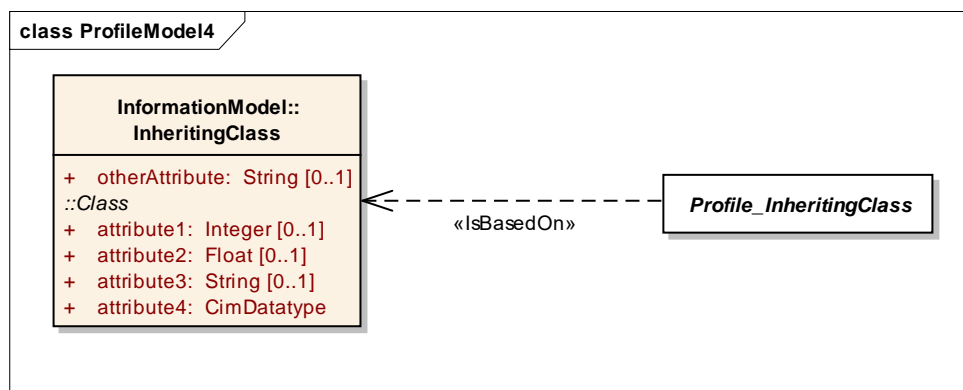 class ProfileModel4
InformationModel::
InheritingClass
+ otherAttribute: String [0..1]
::Class
+ attribute1: Integer [0..1]
+ attribute2: Float [0..1]
+ attribute3: String [0..1]
+ attribute4: CimDatatype
«IsBasedOn»
Profile_InheritingClass